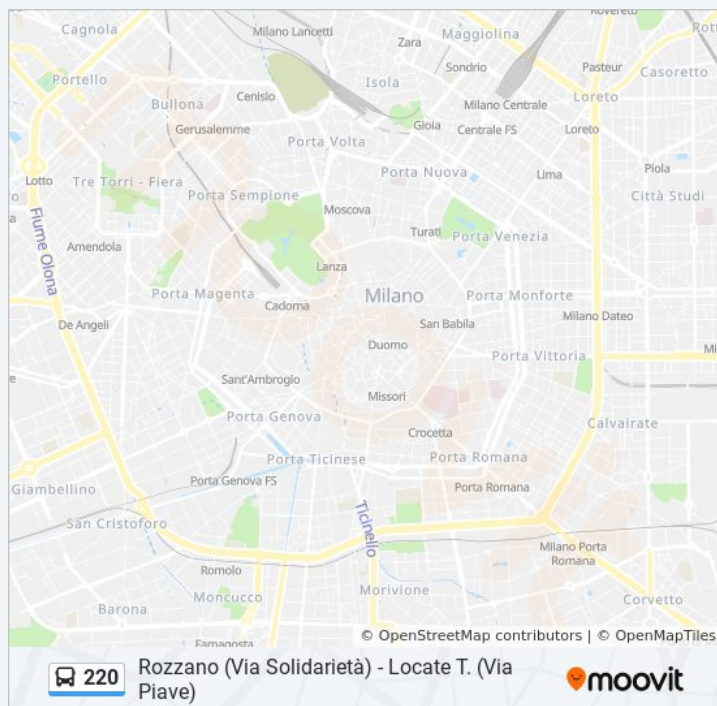 Cagnola
Milano Lancetti
Zara
Maggiolina
Rovereto
Portello
Isola
Sondrio
Pasteur
Casoretto
Bullona
Cenisio
Milano Centrale
Loreto
Gerusalemme
Gioia
Centrale FS
Loreto
Porta Volta
Lotto
Tre Torri - Fiera
Porta Nuova
Lima
Piola
Porta Sempione
Città Studi
Moscova
Fiume Olona
Amendola
Turati
Porta Venezia
Lanza
Porta Magenta
Cadorna
Milano
Porta Monforte
De Angeli
San Babila
Milano Dateo
Duomo
Porta Vittoria
Sant'Ambrogio
Missori
Porta Genova
Crocetta
Calvairate
Porta Ticinese
Porta Romana
Giambellino
Porta Genova FS
Porta Romana
San Cristoforo
Ticinello
Milano Porta
Romana
Romolo
Moncucco
Morivione
Corvetto
Barona
Famagosta
© OpenStreetMap contributors | © OpenMapTiles
220
Rozzano (Via Solidarietà) - Locate T. (Via
Piave)
moovit